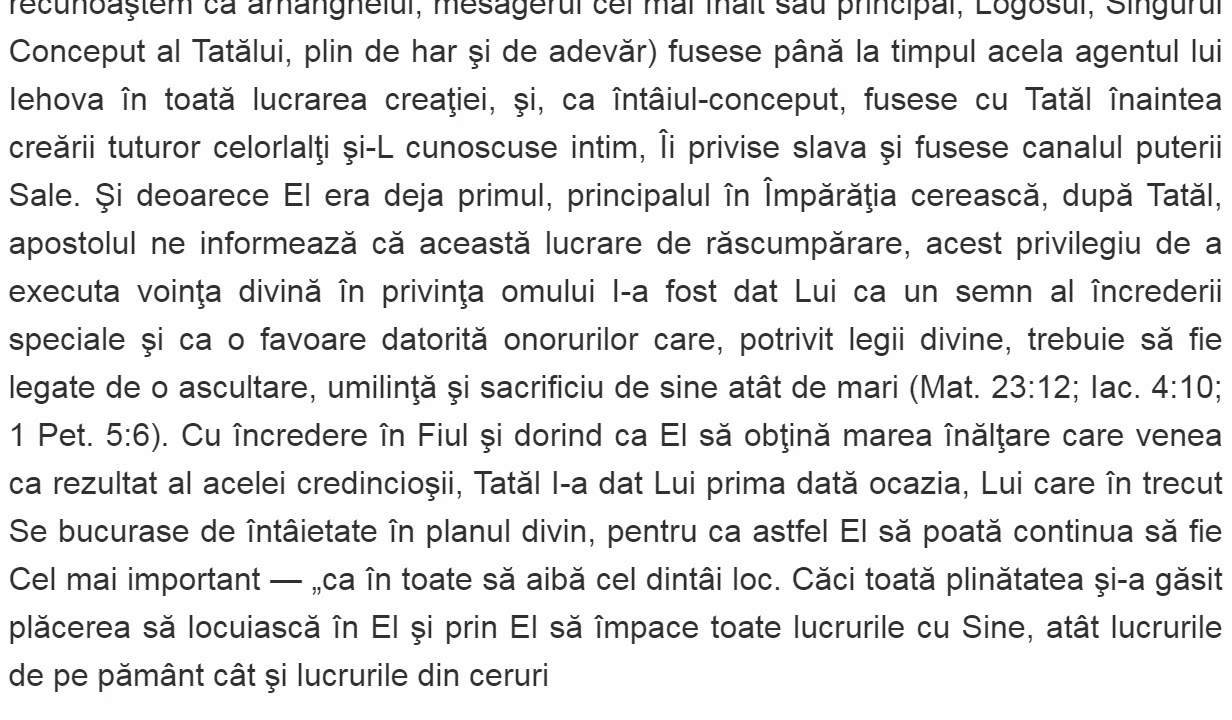 recunoaştem ca arhanghelul, mesagerul cel mai înalt sau principal, Logosul, Singurul
Conceput al Tatălui, plin de har şi de adevăr) fusese până la timpul acela agentul lui
Iehova în toată lucrarea creaţiei, şi, ca întâiul-conceput, fusese cu Tatăl înaintea
creării tuturor celorlalţi şi-L cunoscuse intim, Îi privise slava şi fusese canalul puterii
Sale. Şi deoarece El era deja primul, principalul în Împărăţia cerească, după Tatăl,
apostolul ne informează că această lucrare de răscumpărare, acest privilegiu de a
executa voinţa divină în privinţa omului I-a fost dat Lui ca un semn al încrederii
speciale şi ca o favoare datorită onorurilor care, potrivit legii divine, trebuie să fie
legate de o ascultare, umilinţă şi sacrificiu de sine atât de mari (Mat. 23:12; Iac. 4:10;
1 Pet. 5:6). Cu încredere în Fiul şi dorind ca El să obţină marea înălţare care venea
ca rezultat al acelei credincioşii, Tatăl I-a dat Lui prima dată ocazia, Lui care în trecut
Se bucurase de întâietate în planul divin, pentru ca astfel El să poată continua să fie
Cel mai important — „ca în toate să aibă cel dintâi loc. Căci toată plinătatea şi-a găsit
plăcerea să locuiască în El şi prin El să împace toate lucrurile cu Sine, atât lucrurile
de pe pământ cât şi lucrurile din ceruri